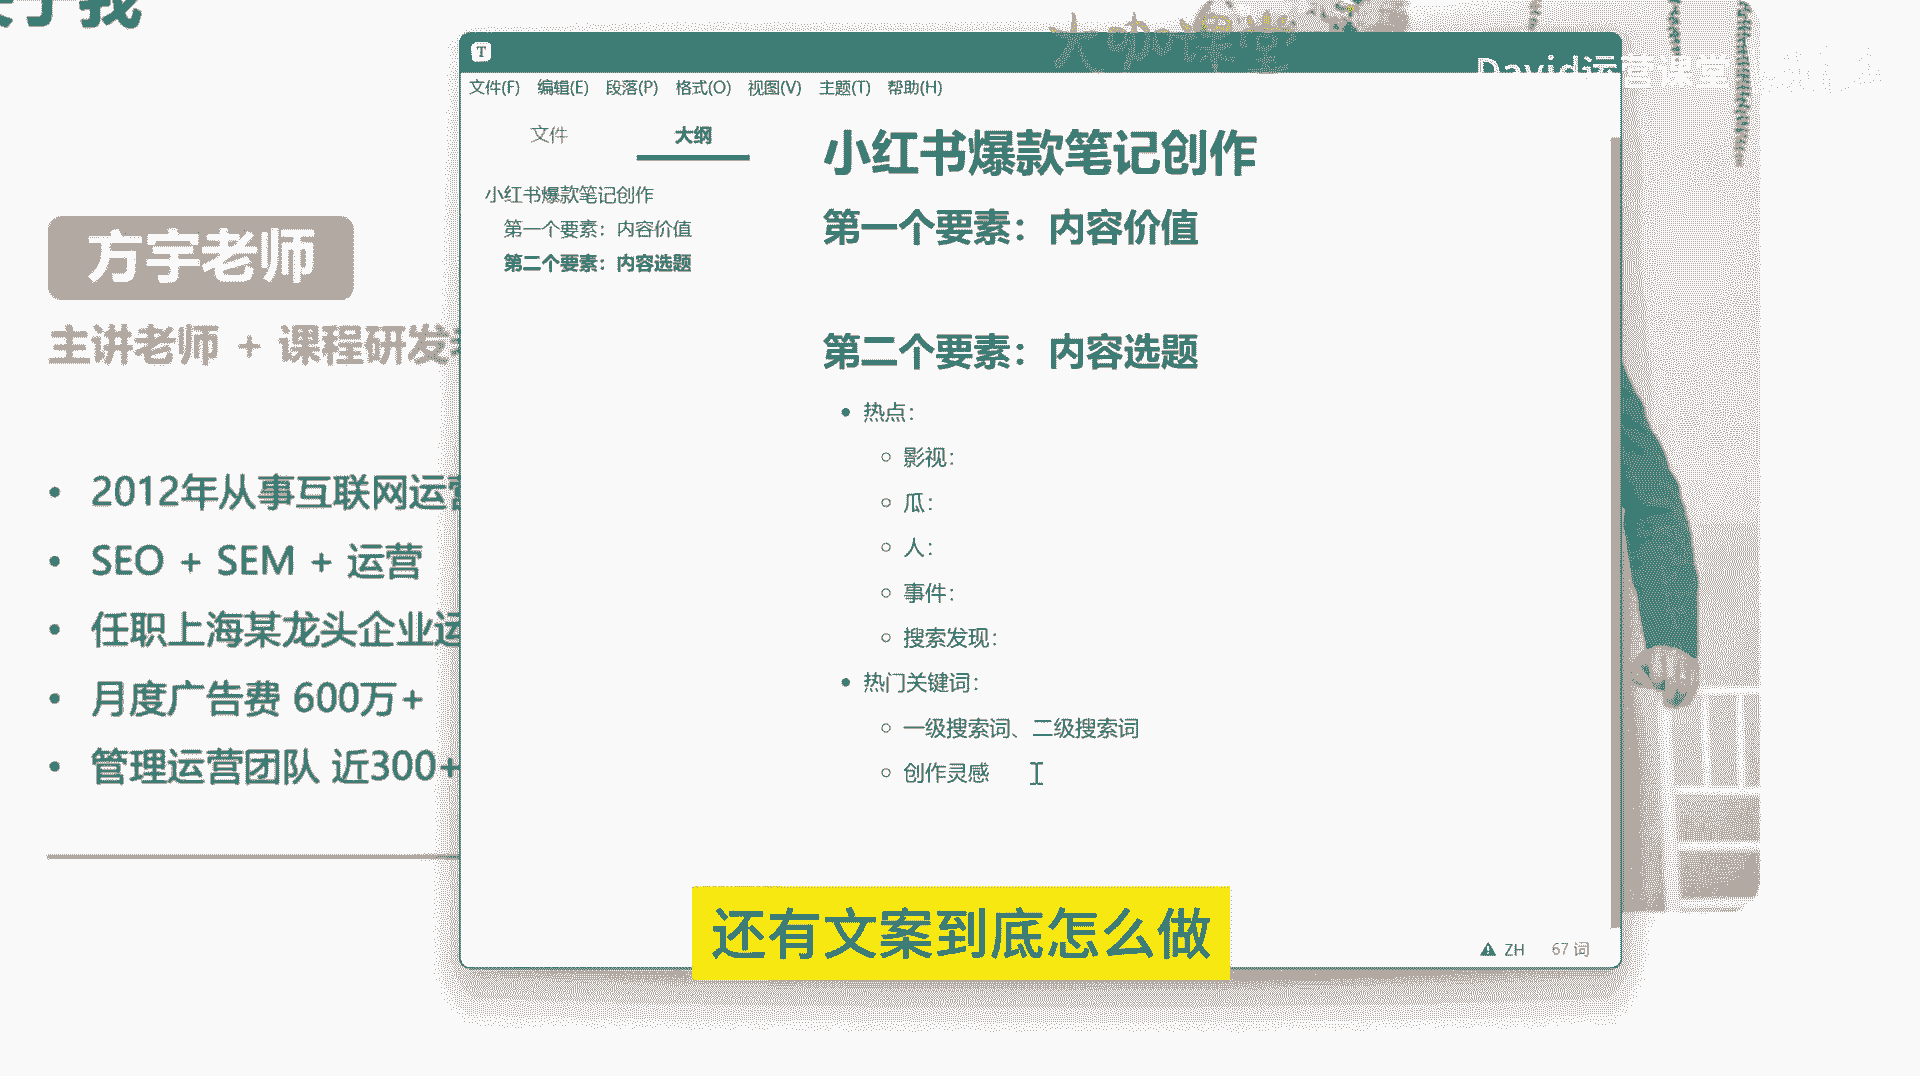 大咖课堂
David运营课堂
T
文件(F) 编辑(E) 段落(P) 格式(O) 视图(V) 主题(T) 帮助(H)
文件 大纲
小红书爆款笔记创作
第一个要素：内容价值
第二个要素：内容选题
小红书爆款笔记创作
第一个要素：内容价值
第二个要素：内容选题
热点：
影视：
瓜：
人：
事件：
搜索发现：
热门关键词：
一级搜索词、二级搜索词
创作灵感
ZH 67 词
方宇老师
主讲老师 + 课程研发
2012年从事互联网运营
SEO + SEM + 运营
任职上海某龙头企业运
月度广告费 600万+
管理运营团队 近300+
还有文案到底怎么做